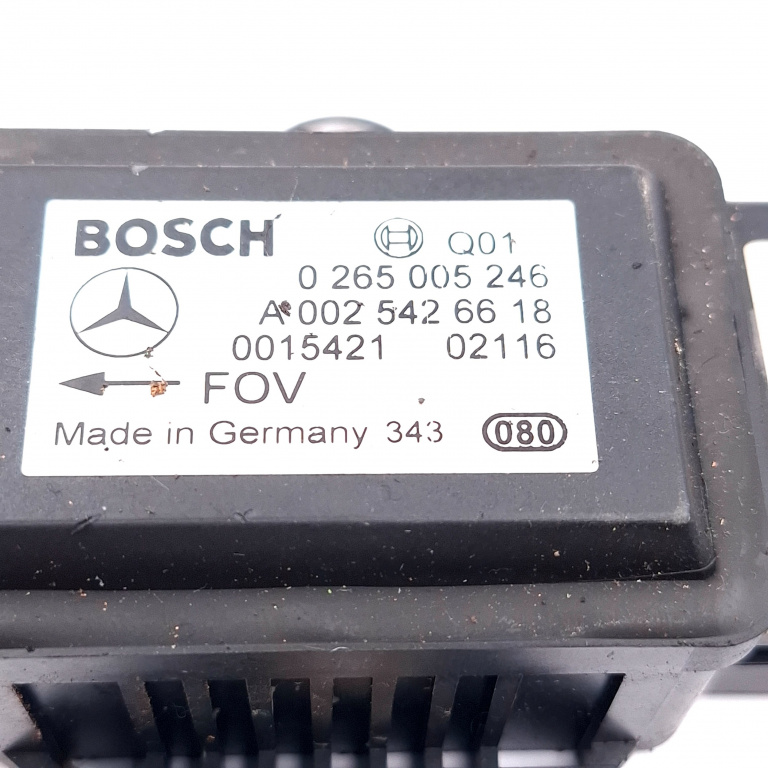 BOSCH Q01
0 265 005 246
A 002 542 66 18
0015421 02116
FOV
Made in Germany 343 080